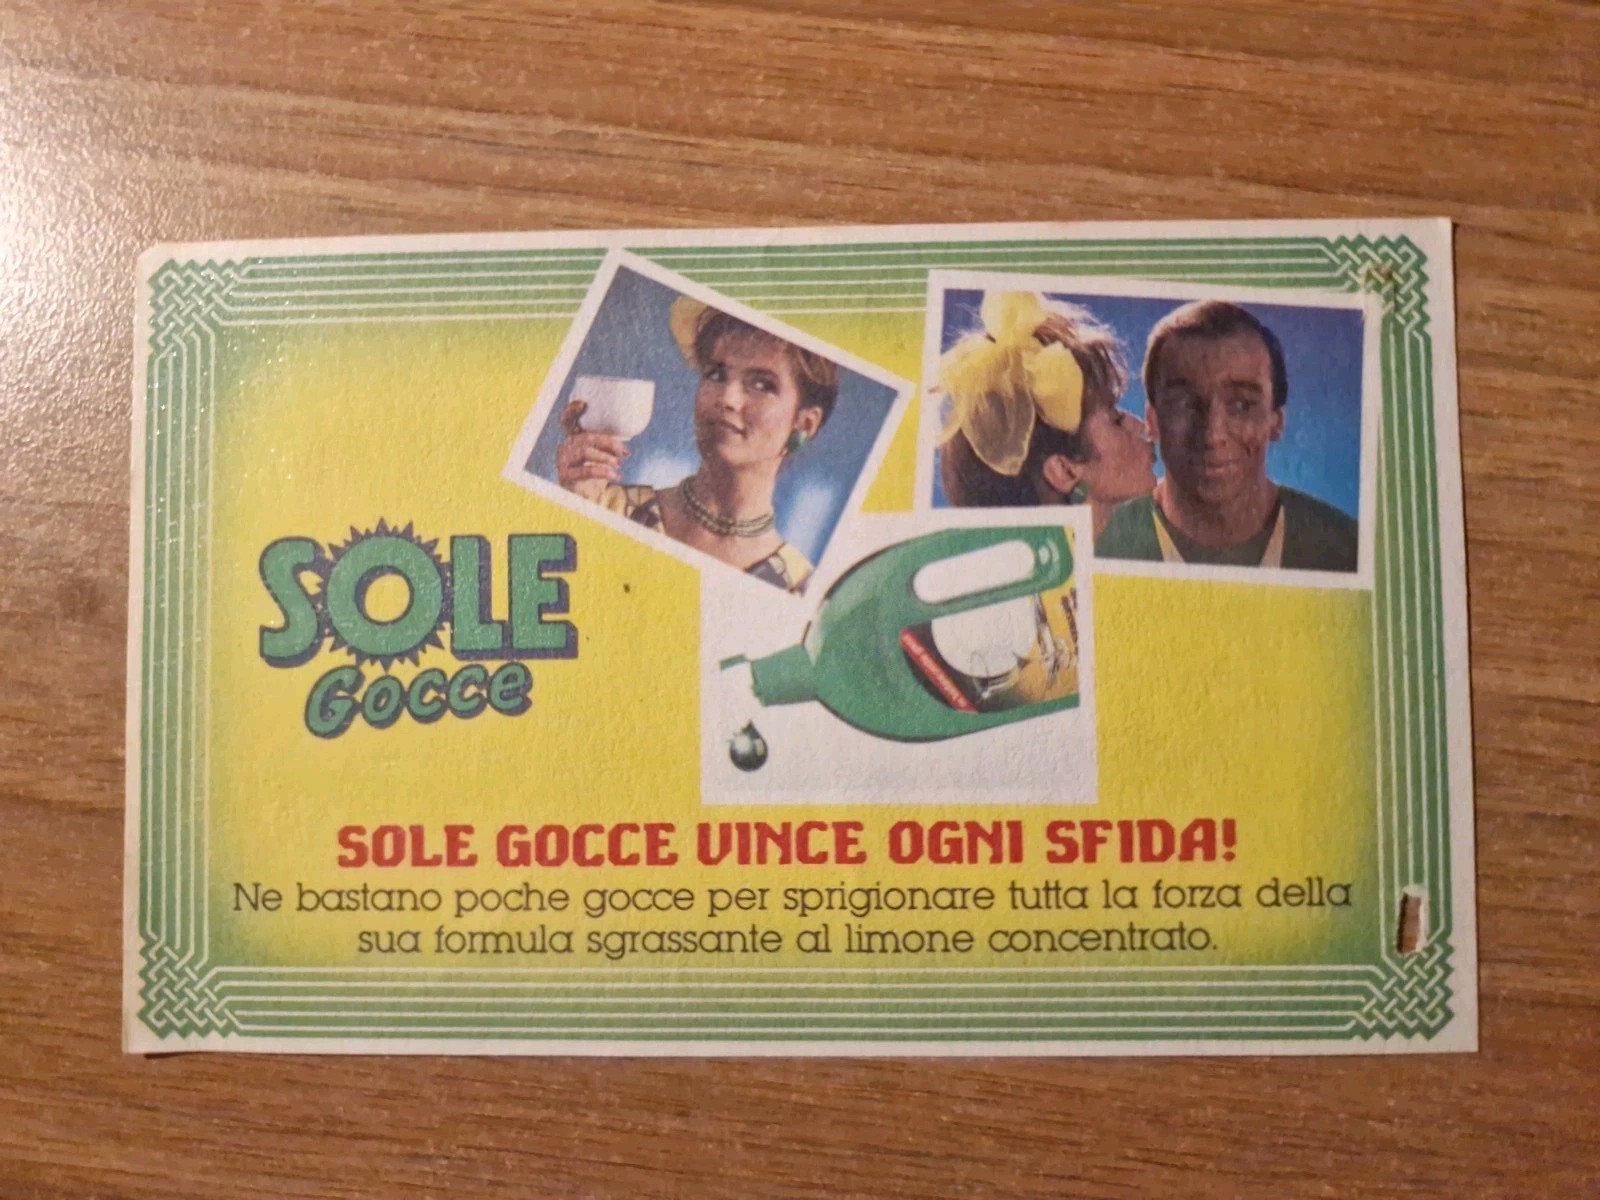 SOLE
Gocce
SOLE GOCCE VINCE OGNI SFIDA!
Ne bastano poche gocce per sprigionare tutta la forza della
sua formula sgrassante al limone concentrato.